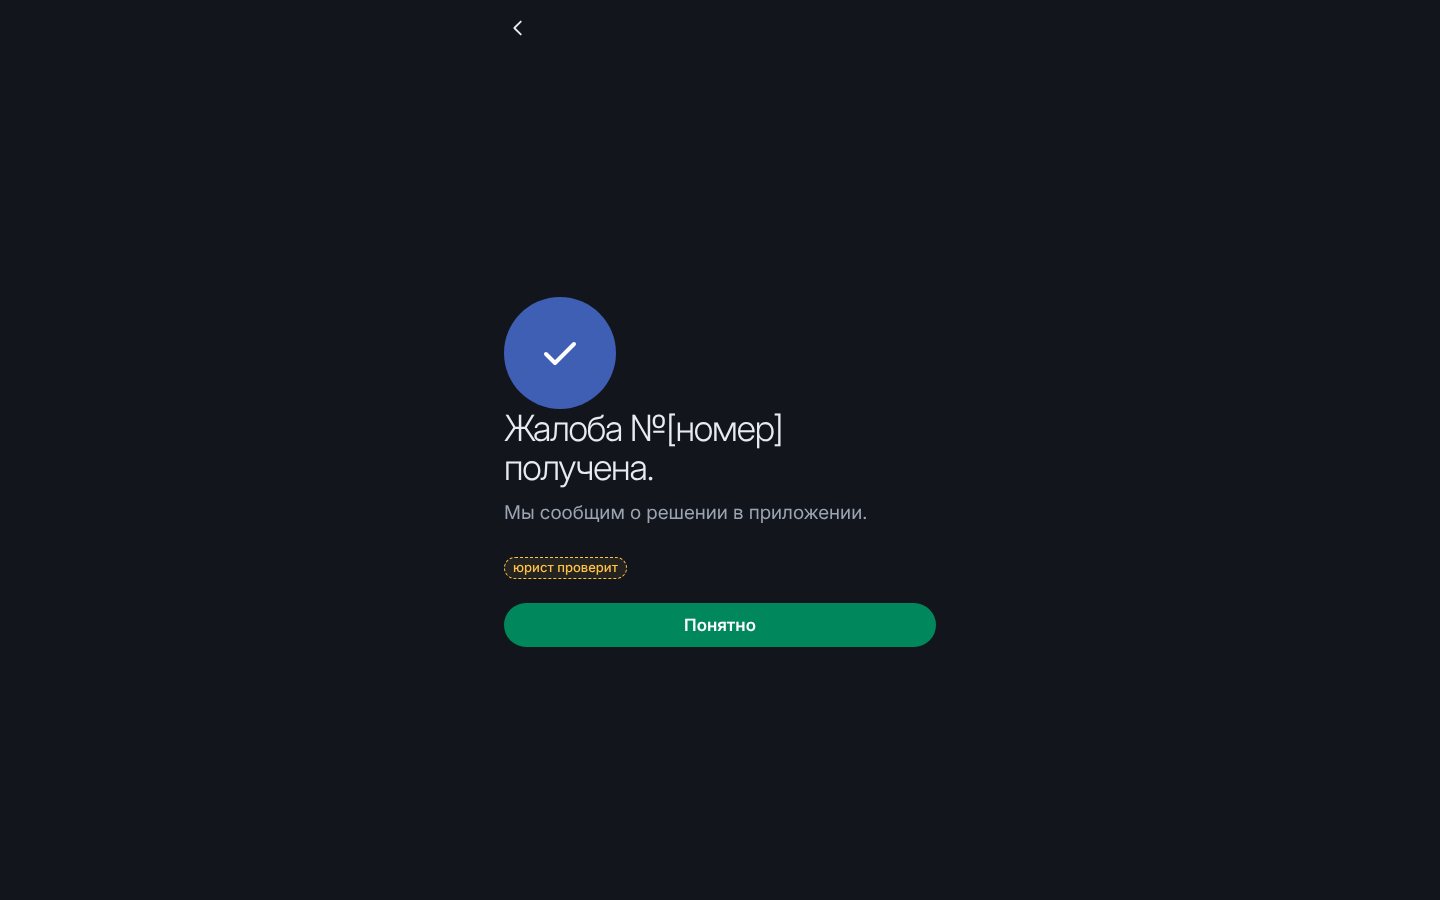 Жалоба №[номер]
получена.
Мы сообщим о решении в приложении.
юрист проверит
Понятно